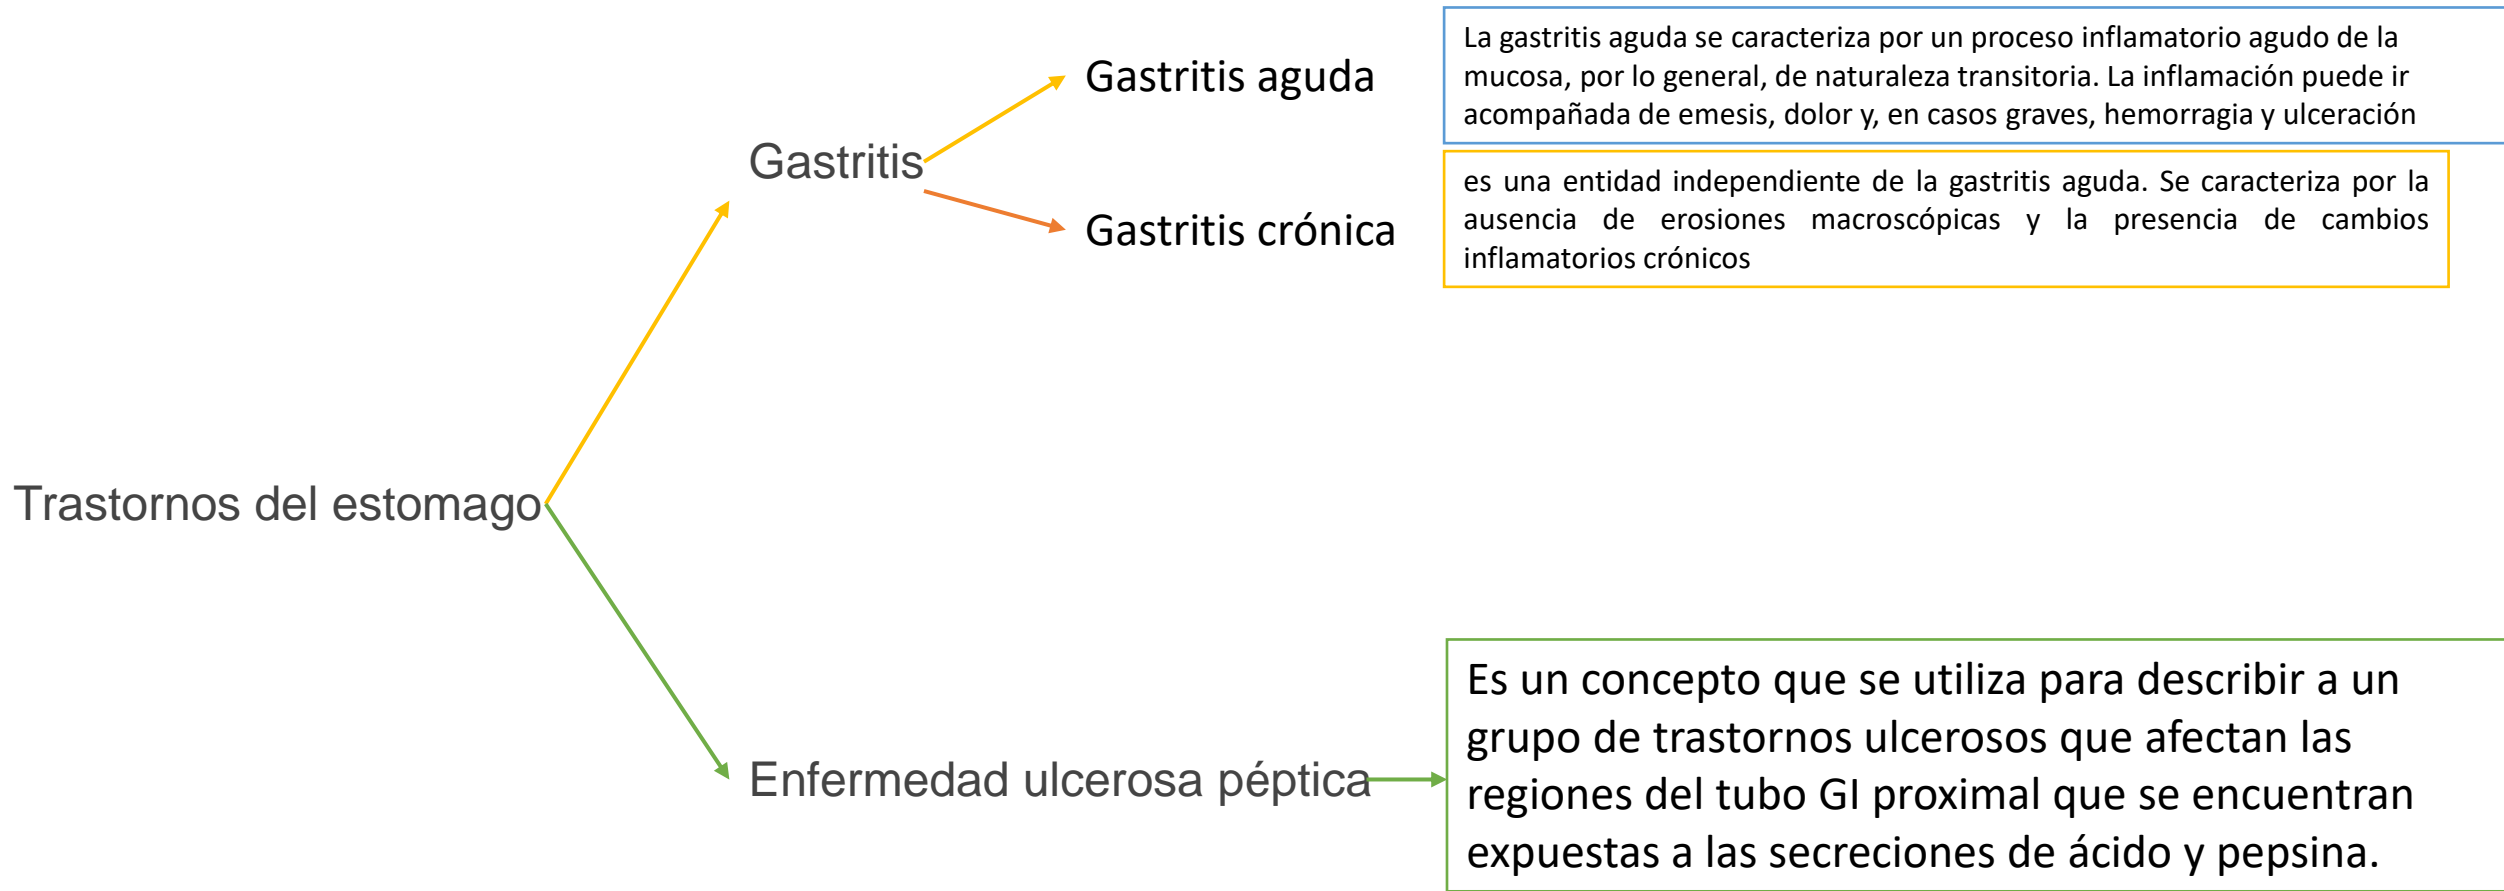 Trastornos del estomago
Gastritis
Gastritis aguda
La gastritis aguda se caracteriza por un proceso inflamatorio agudo de la
mucosa, por lo general, de naturaleza transitoria. La inflamación puede ir
acompañada de emesis, dolor y, en casos graves, hemorragia y ulceración
Gastritis crónica
es una entidad independiente de la gastritis aguda. Se caracteriza por la
ausencia de erosiones macroscópicas y la presencia de cambios
inflamatorios crónicos
Enfermedad ulcerosa péptica
Es un concepto que se utiliza para describir a un
grupo de trastornos ulcerosos que afectan las
regiones del tubo GI proximal que se encuentran
expuestas a las secreciones de ácido y pepsina.